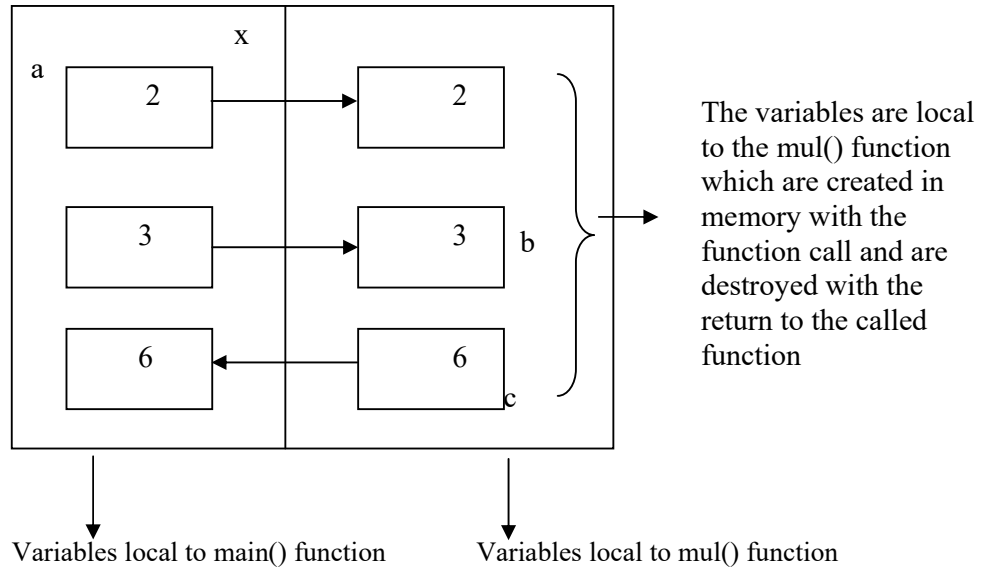 x
a
2
2
3
3
b
6
6
c
The variables are local
to the mul() function
which are created in
memory with the
function call and are
destroyed with the
return to the called
function
Variables local to main() function
Variables local to mul() function